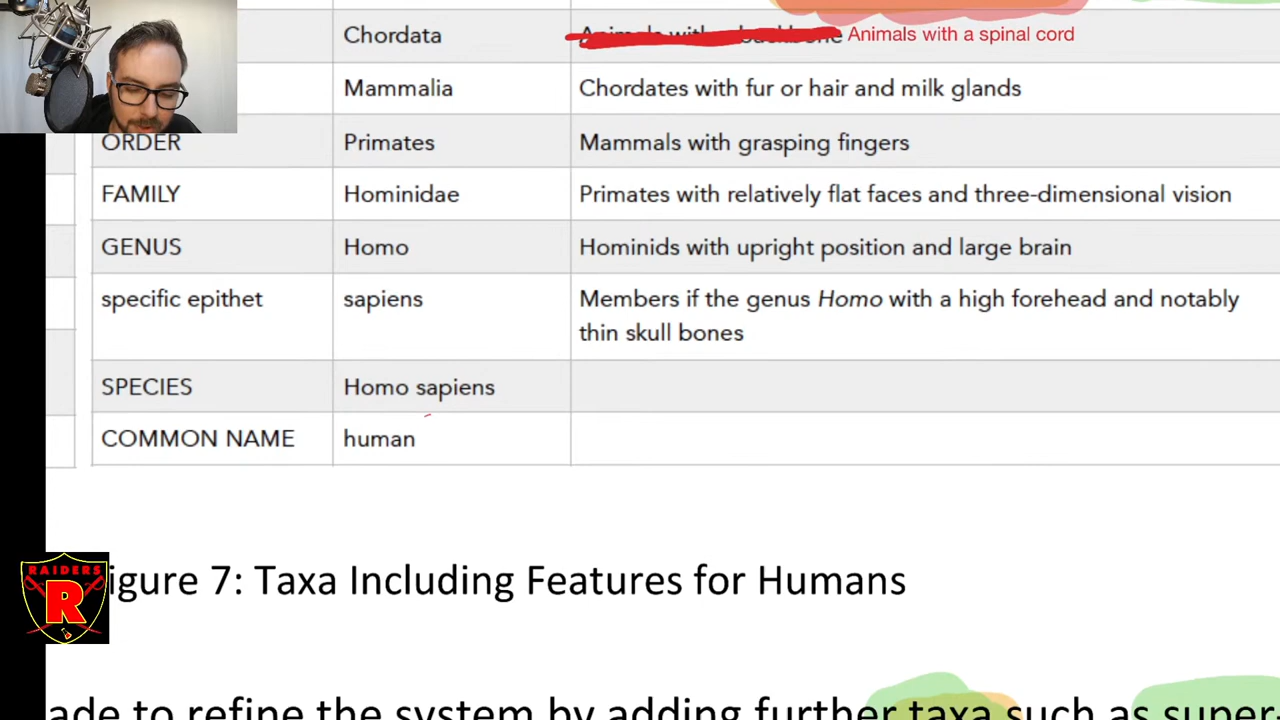 Chordata Animals with a backbone Animals with a spinal cord
Mammalia Chordates with fur or hair and milk glands
ORDER Primates Mammals with grasping fingers
FAMILY Hominidae Primates with relatively flat faces and three-dimensional vision
GENUS Homo Hominids with upright position and large brain
specific epithet sapiens Members if the genus Homo with a high forehead and notably
thin skull bones
SPECIES Homo sapiens
COMMON NAME human
RAIDERS
R
igure 7: Taxa Including Features for Humans
ade to refine the system by adding further taxa such as super